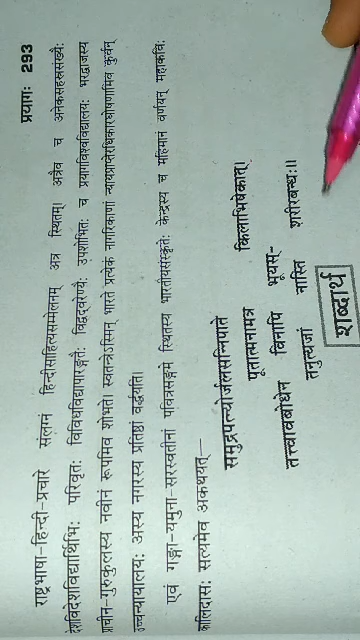 प्रयागः 293
राष्ट्रभाषा-हिन्दी-प्रचारे संलग्नं हिन्दीसाहित्यसम्मेलनम् अत्र स्थितम्। अत्रैव च अनेकसहस्रसंख्यैः
देशविदेशविद्यार्थिभिः परिवृतः विविधविद्यापारङ्गतैः विद्वद्वरेण्यैः उपशोभितः च प्रयागविश्वविद्यालयः भरद्वाजस्य
प्राचीन-गुरुकुलस्य नवीनं रूपमिव शोभते। स्वतन्त्रेऽस्मिन् भारते प्रत्येकं नागरिकाणां न्यायप्राप्तेरधिकारघोषणामिव कुर्वन्
उच्चन्यायालयः अस्य नगरस्य प्रतिष्ठां वर्द्धयति।
एवं गङ्गा-यमुना-सरस्वतीनां पवित्रसङ्गमे स्थितस्य भारतीयसंस्कृतेः केन्द्रस्य च महिमानं वर्णयन् महाकविः
कालिदासः सत्यमेव अकथयत्—
समुद्रपत्न्योर्जलसन्निपाते
पूतात्मनामत्र किलाभिषेकात्।
तत्त्वावबोधेन विनापि भूयस्-
तनुत्यजां नास्ति शरीरबन्धः॥
शब्दार्थ